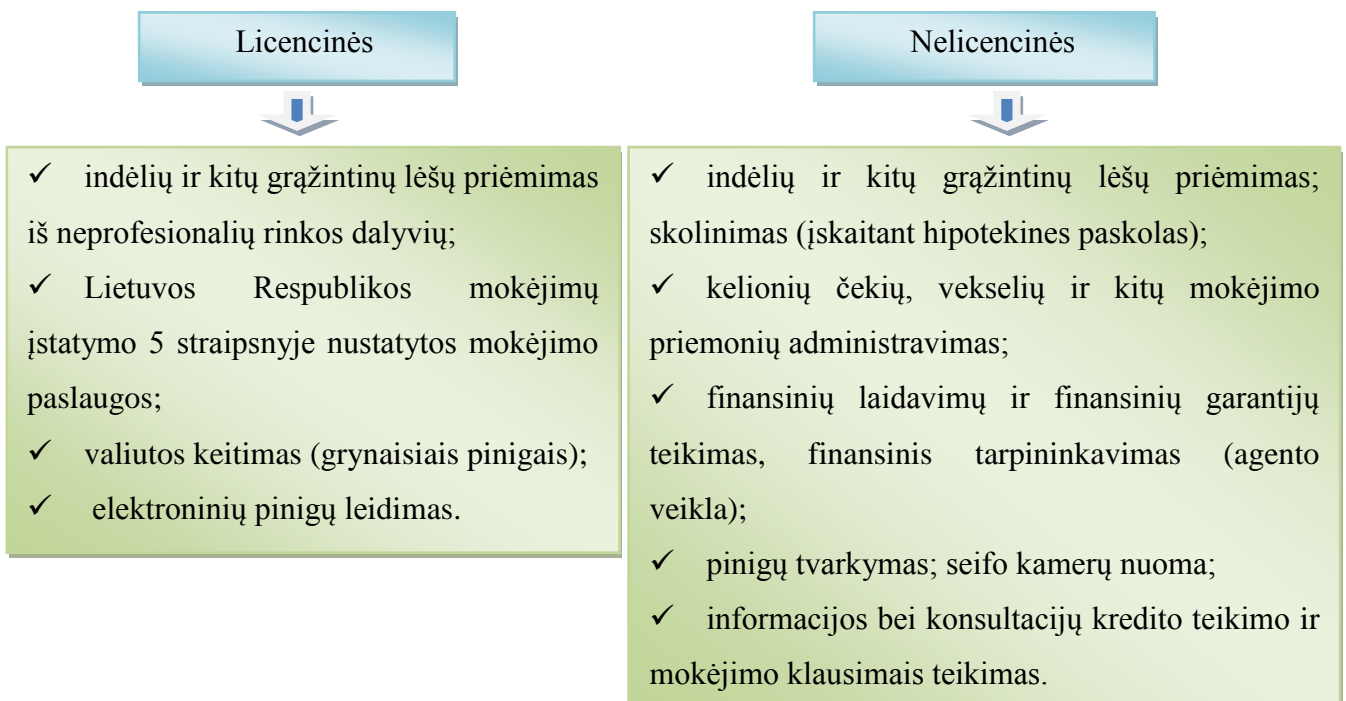 Licencinės
✓ indėlių ir kitų grąžintinų lėšų priėmimas
iš neprofesionalių rinkos dalyvių;
✓ Lietuvos Respublikos mokėjimų
įstatymo 5 straipsnyje nustatytos mokėjimo
paslaugos;
✓ valiutos keitimas (grynaisiais pinigais);
✓ elektroninių pinigų leidimas.
Nelicencinės
✓ indėlių ir kitų grąžintinų lėšų priėmimas;
skolinimas (įskaitant hipotekines paskolas);
✓ kelionių čekių, vekselių ir kitų mokėjimo
priemonių administravimas;
✓ finansinių laidavimų ir finansinių garantijų
teikimas, finansinis tarpininkavimas (agento
veikla);
✓ pinigų tvarkymas; seifo kamerų nuoma;
✓ informacijos bei konsultacijų kredito teikimo ir
mokėjimo klausimais teikimas.